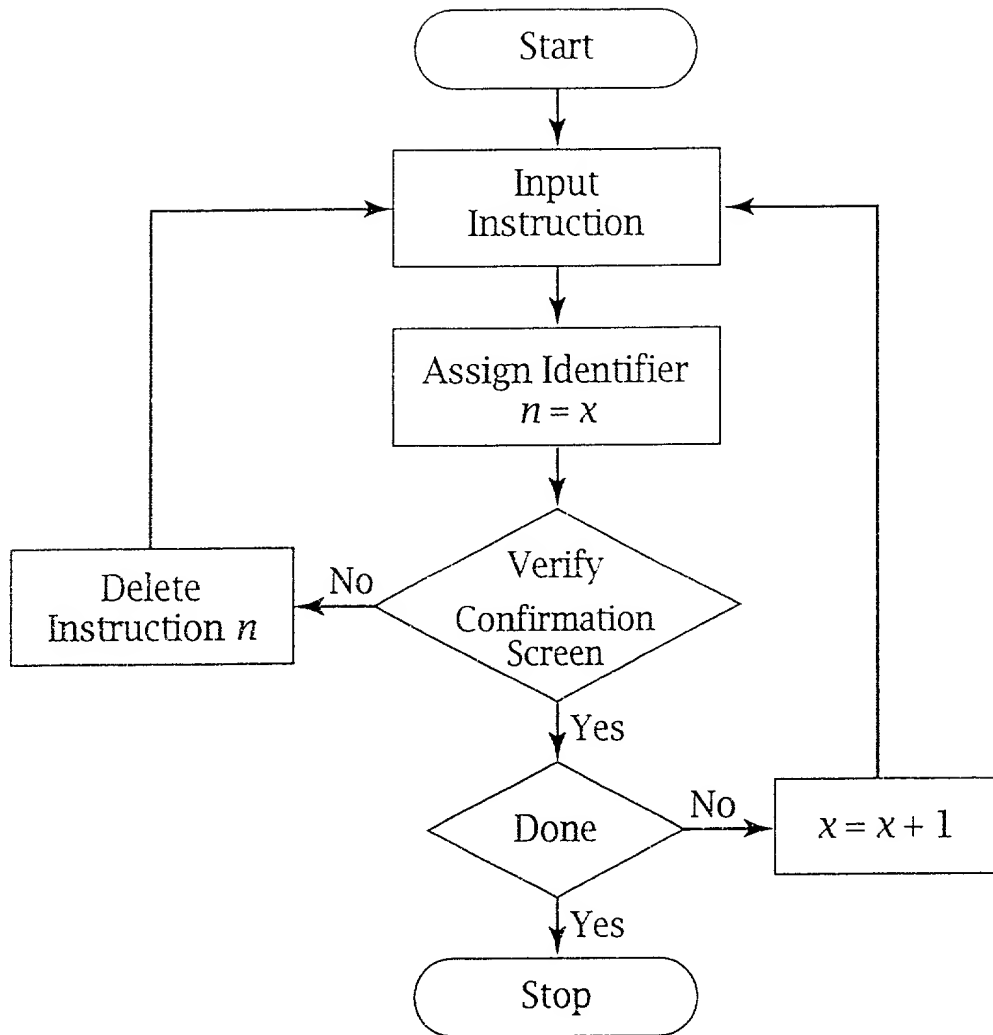 Start
Input
Instruction
Assign Identifier
n = x
Verify
Confirmation
Screen
No
Delete
Instruction n
Yes
Done
No
x = x + 1
Yes
Stop